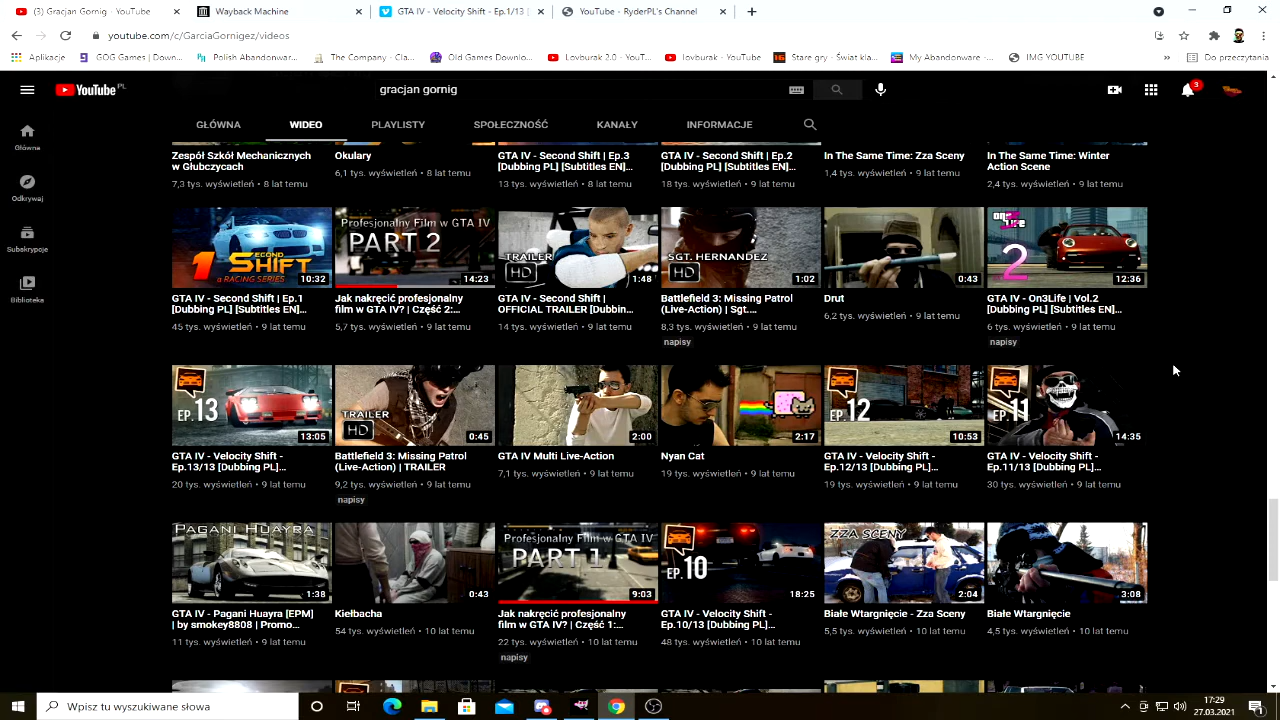 Gracjan Gornig - YouTube
Wayback Machine
GTA IV - Velocity Shift - Ep.1/13 [
YouTube - RyderPL's Channel
youtube.com/c/GarciaGornigez/videos
Aplikacje
GOG Games | Down...
Polish Abandonwar...
The Company - Cla...
Old Games Downlo...
Lovburak 2.0 - YouT...
lovburak - YouTube
Stare gry - Świat kla...
My Abandonware -...
IMG YOUTUBE
»
Do przeczytania
YouTube PL
gracjan gornig
3
GŁÓWNA
WIDEO
PLAYLISTY
SPOŁECZNOŚĆ
KANAŁY
INFORMACJE
Główna
Odkrywaj
Subskrypcje
Biblioteka
Zespół Szkół Mechanicznych
w Głubczycach
7,3 tys. wyświetleń • 8 lat temu
Okulary
6,1 tys. wyświetleń • 8 lat temu
GTA IV - Second Shift | Ep.3
[Dubbing PL] [Subtitles EN]...
13 tys. wyświetleń • 8 lat temu
GTA IV - Second Shift | Ep.2
[Dubbing PL] [Subtitles EN]...
18 tys. wyświetleń • 9 lat temu
In The Same Time: Zza Sceny
1,4 tys. wyświetleń • 9 lat temu
In The Same Time: Winter
Action Scene
2,4 tys. wyświetleń • 9 lat temu
1 SECOND
SHIFT
a RACING SERIES
10:32
GTA IV - Second Shift | Ep.1
[Dubbing PL] [Subtitles EN]...
45 tys. wyświetleń • 9 lat temu
Profesjonalny Film w GTA IV
PART 2
14:23
Jak nakręcić profesjonalny
film w GTA IV? | Część 2:...
5,7 tys. wyświetleń • 9 lat temu
TRAILER
HD
1:48
GTA IV - Second Shift |
OFFICIAL TRAILER [Dubbin...
14 tys. wyświetleń • 9 lat temu
SGT. HERNANDEZ
HD
1:02
Battlefield 3: Missing Patrol
(Live-Action) | Sgt....
8,3 tys. wyświetleń • 9 lat temu
napisy
0:43
Drut
6,2 tys. wyświetleń • 9 lat temu
LIFE
2
12:36
GTA IV - On3Life | Vol.2
[Dubbing PL] [Subtitles EN]...
6 tys. wyświetleń • 9 lat temu
napisy
EP.13
13:05
GTA IV - Velocity Shift -
Ep.13/13 [Dubbing PL]...
20 tys. wyświetleń • 9 lat temu
TRAILER
HD
0:45
Battlefield 3: Missing Patrol
(Live-Action) | TRAILER
9,2 tys. wyświetleń • 9 lat temu
napisy
2:00
GTA IV Multi Live-Action
7,1 tys. wyświetleń • 9 lat temu
2:17
Nyan Cat
19 tys. wyświetleń • 9 lat temu
EP.12
10:53
GTA IV - Velocity Shift -
Ep.12/13 [Dubbing PL]...
19 tys. wyświetleń • 9 lat temu
EP.11
14:35
GTA IV - Velocity Shift -
Ep.11/13 [Dubbing PL]...
30 tys. wyświetleń • 9 lat temu
PAGANI HUAYRA
1:38
GTA IV - Pagani Huayra [EPM]
| by smokey8808 | Promo...
11 tys. wyświetleń • 9 lat temu
0:43
Kiełbacha
54 tys. wyświetleń • 10 lat temu
Profesjonalny Film w GTA IV
PART 1
9:03
Jak nakręcić profesjonalny
film w GTA IV? | Część 1:...
22 tys. wyświetleń • 10 lat temu
napisy
EP.10
18:25
GTA IV - Velocity Shift -
Ep.10/13 [Dubbing PL]...
48 tys. wyświetleń • 10 lat temu
ZZA SCENY
2:04
Białe Wtargnięcie - Zza Sceny
5,5 tys. wyświetleń • 10 lat temu
3:08
Białe Wtargnięcie
4,5 tys. wyświetleń • 10 lat temu
Wpisz tu wyszukiwane słowa
17:29
27.03.2021